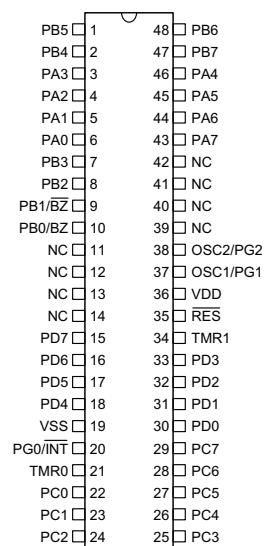 PB5 1 48 PB6
PB4 2 47 PB7
PA3 3 46 PA4
PA2 4 45 PA5
PA1 5 44 PA6
PA0 6 43 PA7
PB3 7 42 NC
PB2 8 41 NC
PB1/B̅Z̅ 9 40 NC
PB0/BZ 10 39 NC
NC 11 38 OSC2/PG2
NC 12 37 OSC1/PG1
NC 13 36 VDD
NC 14 35 R̅E̅S̅
PD7 15 34 TMR1
PD6 16 33 PD3
PD5 17 32 PD2
PD4 18 31 PD1
VSS 19 30 PD0
PG0/I̅N̅T̅ 20 29 PC7
TMR0 21 28 PC6
PC0 22 27 PC5
PC1 23 26 PC4
PC2 24 25 PC3